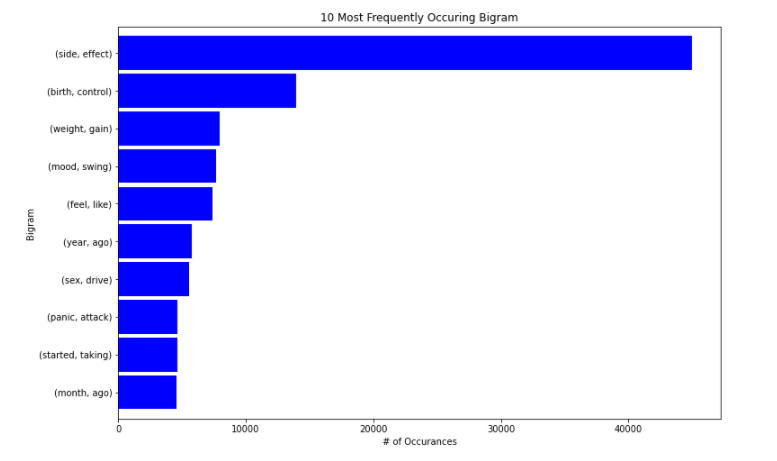 10 Most Frequently Occuring Bigram
(side, effect)
(birth, control)
(weight, gain)
(mood, swing)
(feel, like)
(year, ago)
(sex, drive)
(panic, attack)
(started, taking)
(month, ago)
Bigram
0 10000 20000 30000 40000
# of Occurances